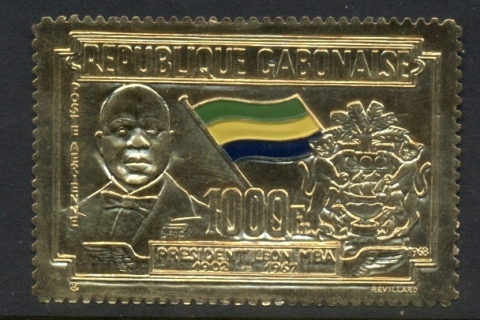 REPUBLIQUE GABONAISE
POSTE AERIENNE
1000F
PRESIDENT LEON MBA
1902 - 1967
1968
REVILLARD